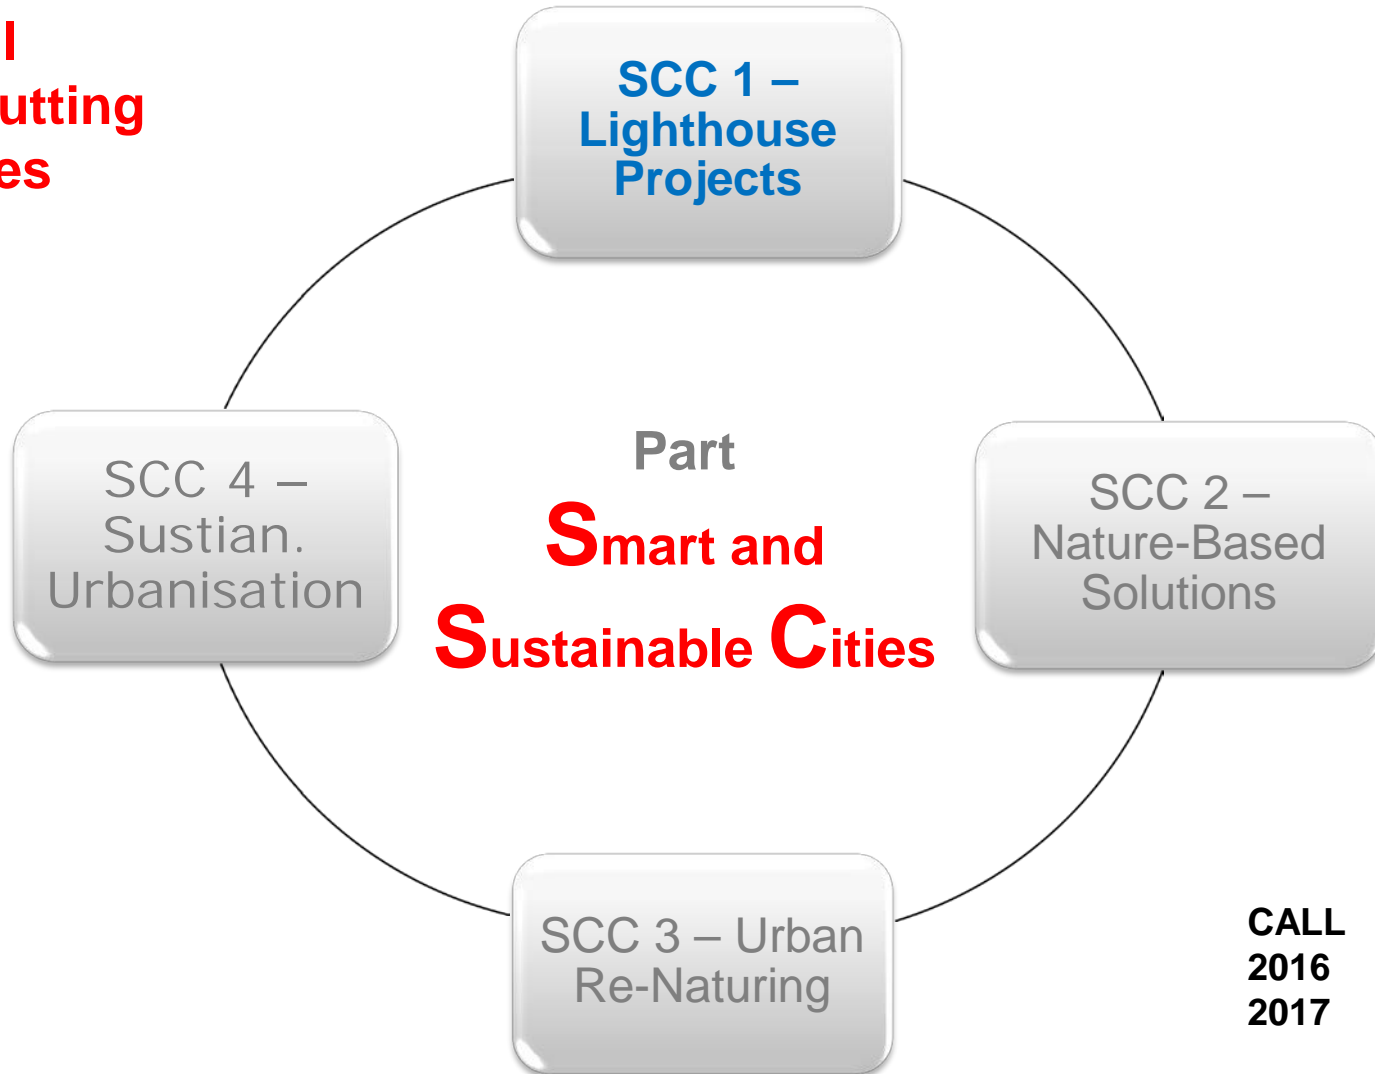 l
utting
es
SCC 1 –
Lighthouse
Projects
SCC 4 –
Sustian.
Urbanisation
Part
Smart and
Sustainable Cities
SCC 2 –
Nature-Based
Solutions
SCC 3 – Urban
Re-Naturing
CALL
2016
2017